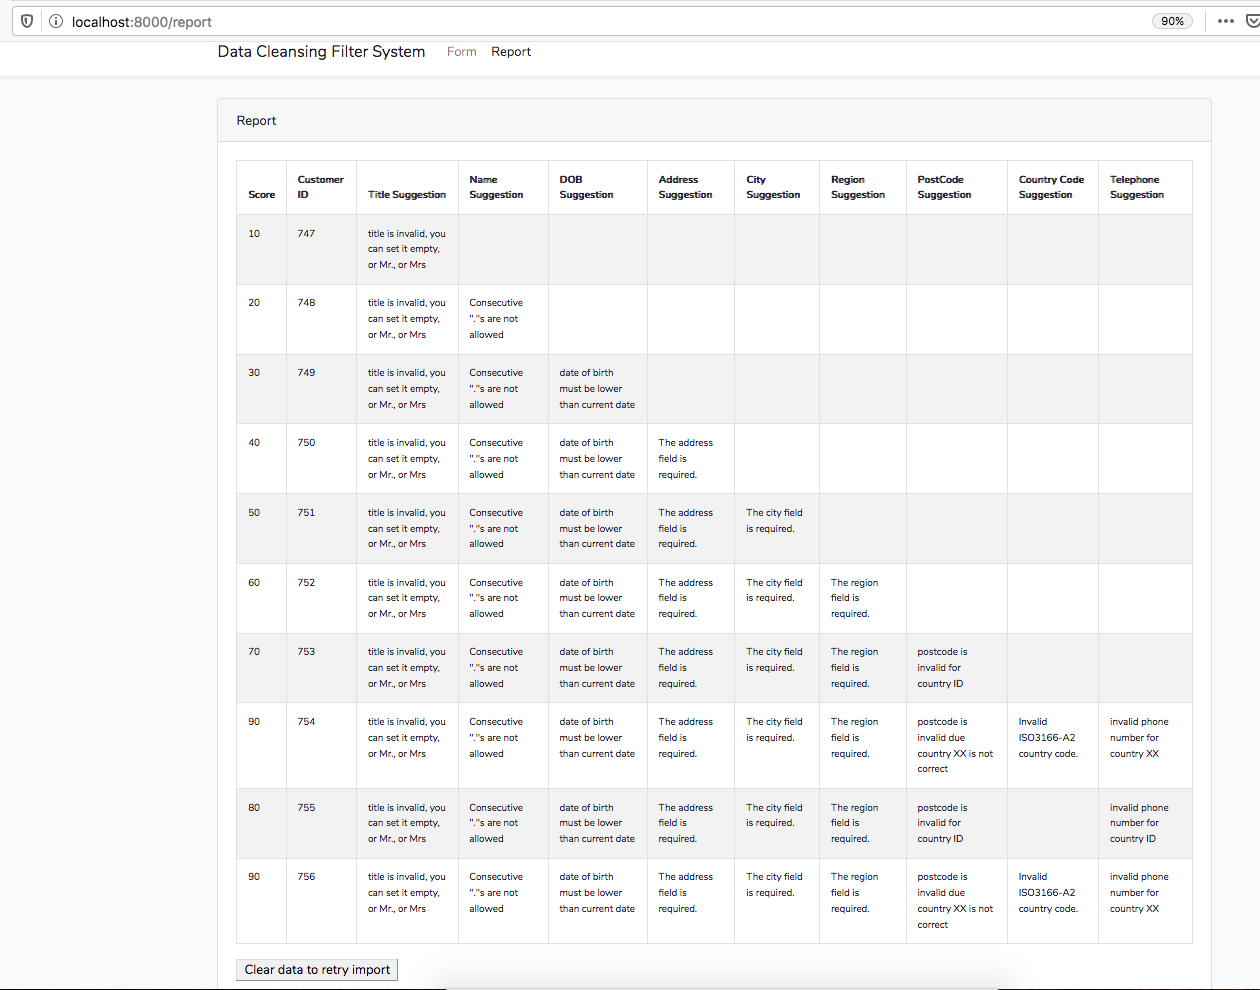 localhost:8000/report
90%
Data Cleansing Filter System Form Report
Report
Score Customer ID Title Suggestion Name Suggestion DOB Suggestion Address Suggestion City Suggestion Region Suggestion PostCode Suggestion Country Code Suggestion Telephone Suggestion
10 747 title is invalid, you can set it empty, or Mr., or Mrs
20 748 title is invalid, you can set it empty, or Mr., or Mrs Consecutive "."s are not allowed
30 749 title is invalid, you can set it empty, or Mr., or Mrs Consecutive "."s are not allowed date of birth must be lower than current date
40 750 title is invalid, you can set it empty, or Mr., or Mrs Consecutive "."s are not allowed date of birth must be lower than current date The address field is required.
50 751 title is invalid, you can set it empty, or Mr., or Mrs Consecutive "."s are not allowed date of birth must be lower than current date The address field is required. The city field is required.
60 752 title is invalid, you can set it empty, or Mr., or Mrs Consecutive "."s are not allowed date of birth must be lower than current date The address field is required. The city field is required. The region field is required.
70 753 title is invalid, you can set it empty, or Mr., or Mrs Consecutive "."s are not allowed date of birth must be lower than current date The address field is required. The city field is required. The region field is required. postcode is invalid for country ID
90 754 title is invalid, you can set it empty, or Mr., or Mrs Consecutive "."s are not allowed date of birth must be lower than current date The address field is required. The city field is required. The region field is required. postcode is invalid due country XX is not correct Invalid ISO3166-A2 country code. invalid phone number for country XX
80 755 title is invalid, you can set it empty, or Mr., or Mrs Consecutive "."s are not allowed date of birth must be lower than current date The address field is required. The city field is required. The region field is required. postcode is invalid for country ID invalid phone number for country ID
90 756 title is invalid, you can set it empty, or Mr., or Mrs Consecutive "."s are not allowed date of birth must be lower than current date The address field is required. The city field is required. The region field is required. postcode is invalid due country XX is not correct Invalid ISO3166-A2 country code. invalid phone number for country XX
Clear data to retry import